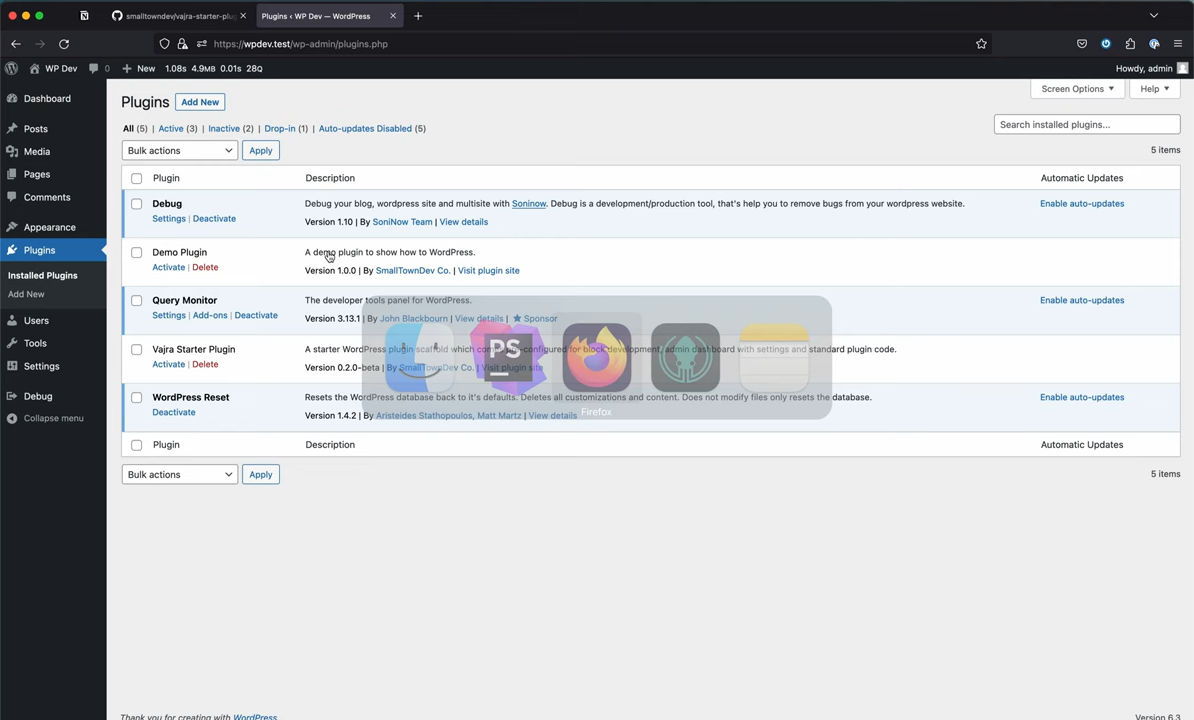 smalltowndev/vajra-starter-plug
Plugins ‹ WP Dev — WordPress
https://wpdev.test/wp-admin/plugins.php
WP Dev 0 New 1.08s 4.9MB 0.01s 28Q
Howdy, admin
Dashboard
Posts
Media
Pages
Comments
Appearance
Plugins
Installed Plugins
Add New
Users
Tools
Settings
Debug
Collapse menu
Screen Options
Help
Plugins Add New
All (5) | Active (3) | Inactive (2) | Drop-in (1) | Auto-updates Disabled (5)
Search installed plugins...
Bulk actions Apply
5 items
Plugin Description Automatic Updates
Debug Debug your blog, wordpress site and multisite with Soninow. Debug is a development/production tool, that's help you to remove bugs from your wordpress website. Enable auto-updates
Settings | Deactivate Version 1.10 | By SoniNow Team | View details
Demo Plugin A demo plugin to show how to WordPress.
Activate | Delete Version 1.0.0 | By SmallTownDev Co. | Visit plugin site
Query Monitor The developer tools panel for WordPress. Enable auto-updates
Settings | Add-ons | Deactivate Version 3.13.1 | By John Blackbourn | View details | Sponsor
Vajra Starter Plugin A starter WordPress plugin scaffold which configured for block development, admin dashboard with settings and standard plugin code.
Activate | Delete Version 0.2.0-beta | By SmallTownDev Co. | Visit plugin site
WordPress Reset Resets the WordPress database back to it's defaults. Deletes all customizations and content. Does not modify files only resets the database. Enable auto-updates
Deactivate Version 1.4.2 | By Aristeides Stathopoulos, Matt Martz | View details
PS
Firefox
Plugin Description Automatic Updates
Bulk actions Apply
5 items
Thank you for creating with WordPress
Version 6.3